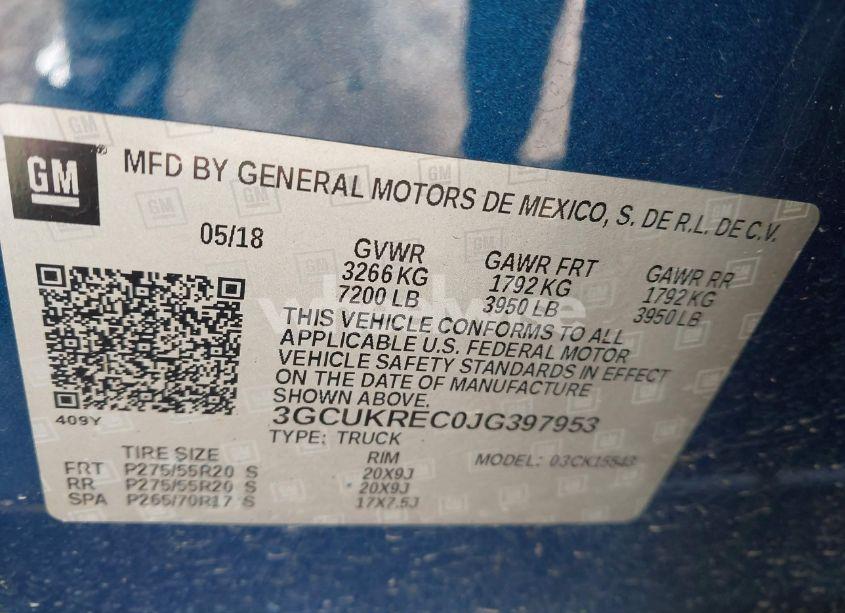 GM
MFD BY GENERAL MOTORS DE MEXICO, S. DE R.L. DE C.V.
05/18
GVWR GAWR FRT GAWR RR
3266 KG 1792 KG 1792 KG
7200 LB 3950 LB 3950 LB
THIS VEHICLE CONFORMS TO ALL
APPLICABLE U.S. FEDERAL MOTOR
VEHICLE SAFETY STANDARDS IN EFFECT
ON THE DATE OF MANUFACTURE
SHOWN ABOVE.
409Y
3GCUKREC0JG397953
TYPE: TRUCK
TIRE SIZE RIM MODEL: 03CK15543
FRT P275/55R20 S 20X9J
RR P275/55R20 S 20X9J
SPA P265/70R17 S 17X7.5J